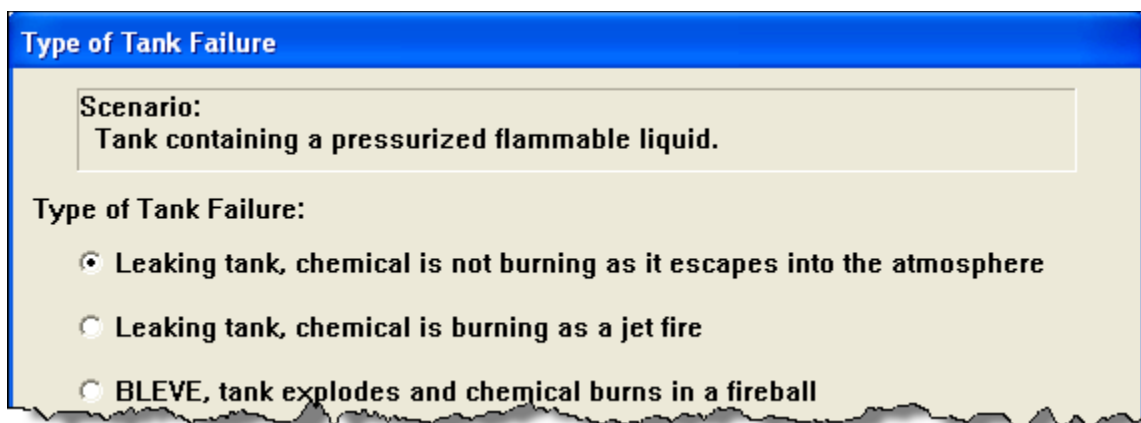 Type of Tank Failure
Scenario:
Tank containing a pressurized flammable liquid.
Type of Tank Failure:
Leaking tank, chemical is not burning as it escapes into the atmosphere
Leaking tank, chemical is burning as a jet fire
BLEVE, tank explodes and chemical burns in a fireball